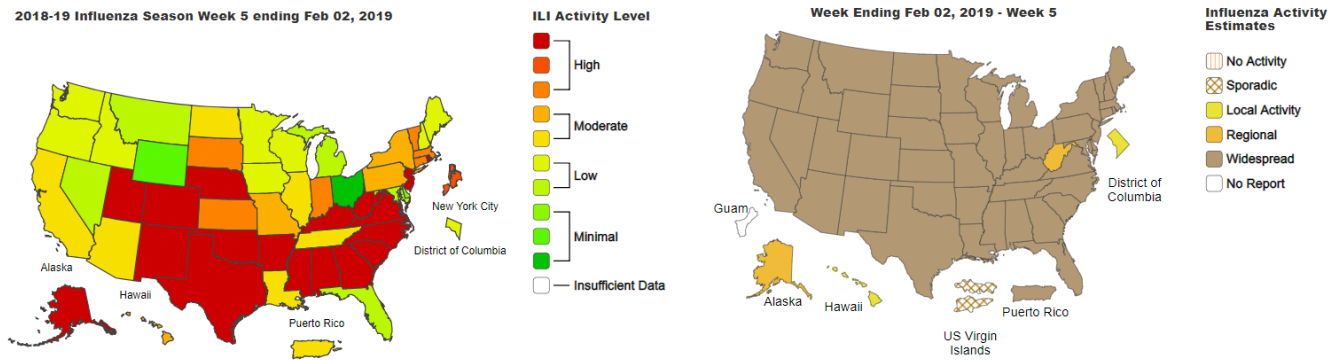 2018-19 Influenza Season Week 5 ending Feb 02, 2019
ILI Activity Level
High
Moderate
Low
Minimal
Insufficient Data
New York City
District of Columbia
Alaska
Hawaii
Puerto Rico
Week Ending Feb 02, 2019 - Week 5
Influenza Activity
Estimates
No Activity
Sporadic
Local Activity
Regional
Widespread
No Report
District of
Columbia
Guam
Alaska
Hawaii
Puerto Rico
US Virgin
Islands